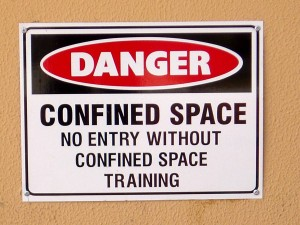 DANGER
CONFINED SPACE
NO ENTRY WITHOUT
CONFINED SPACE
TRAINING